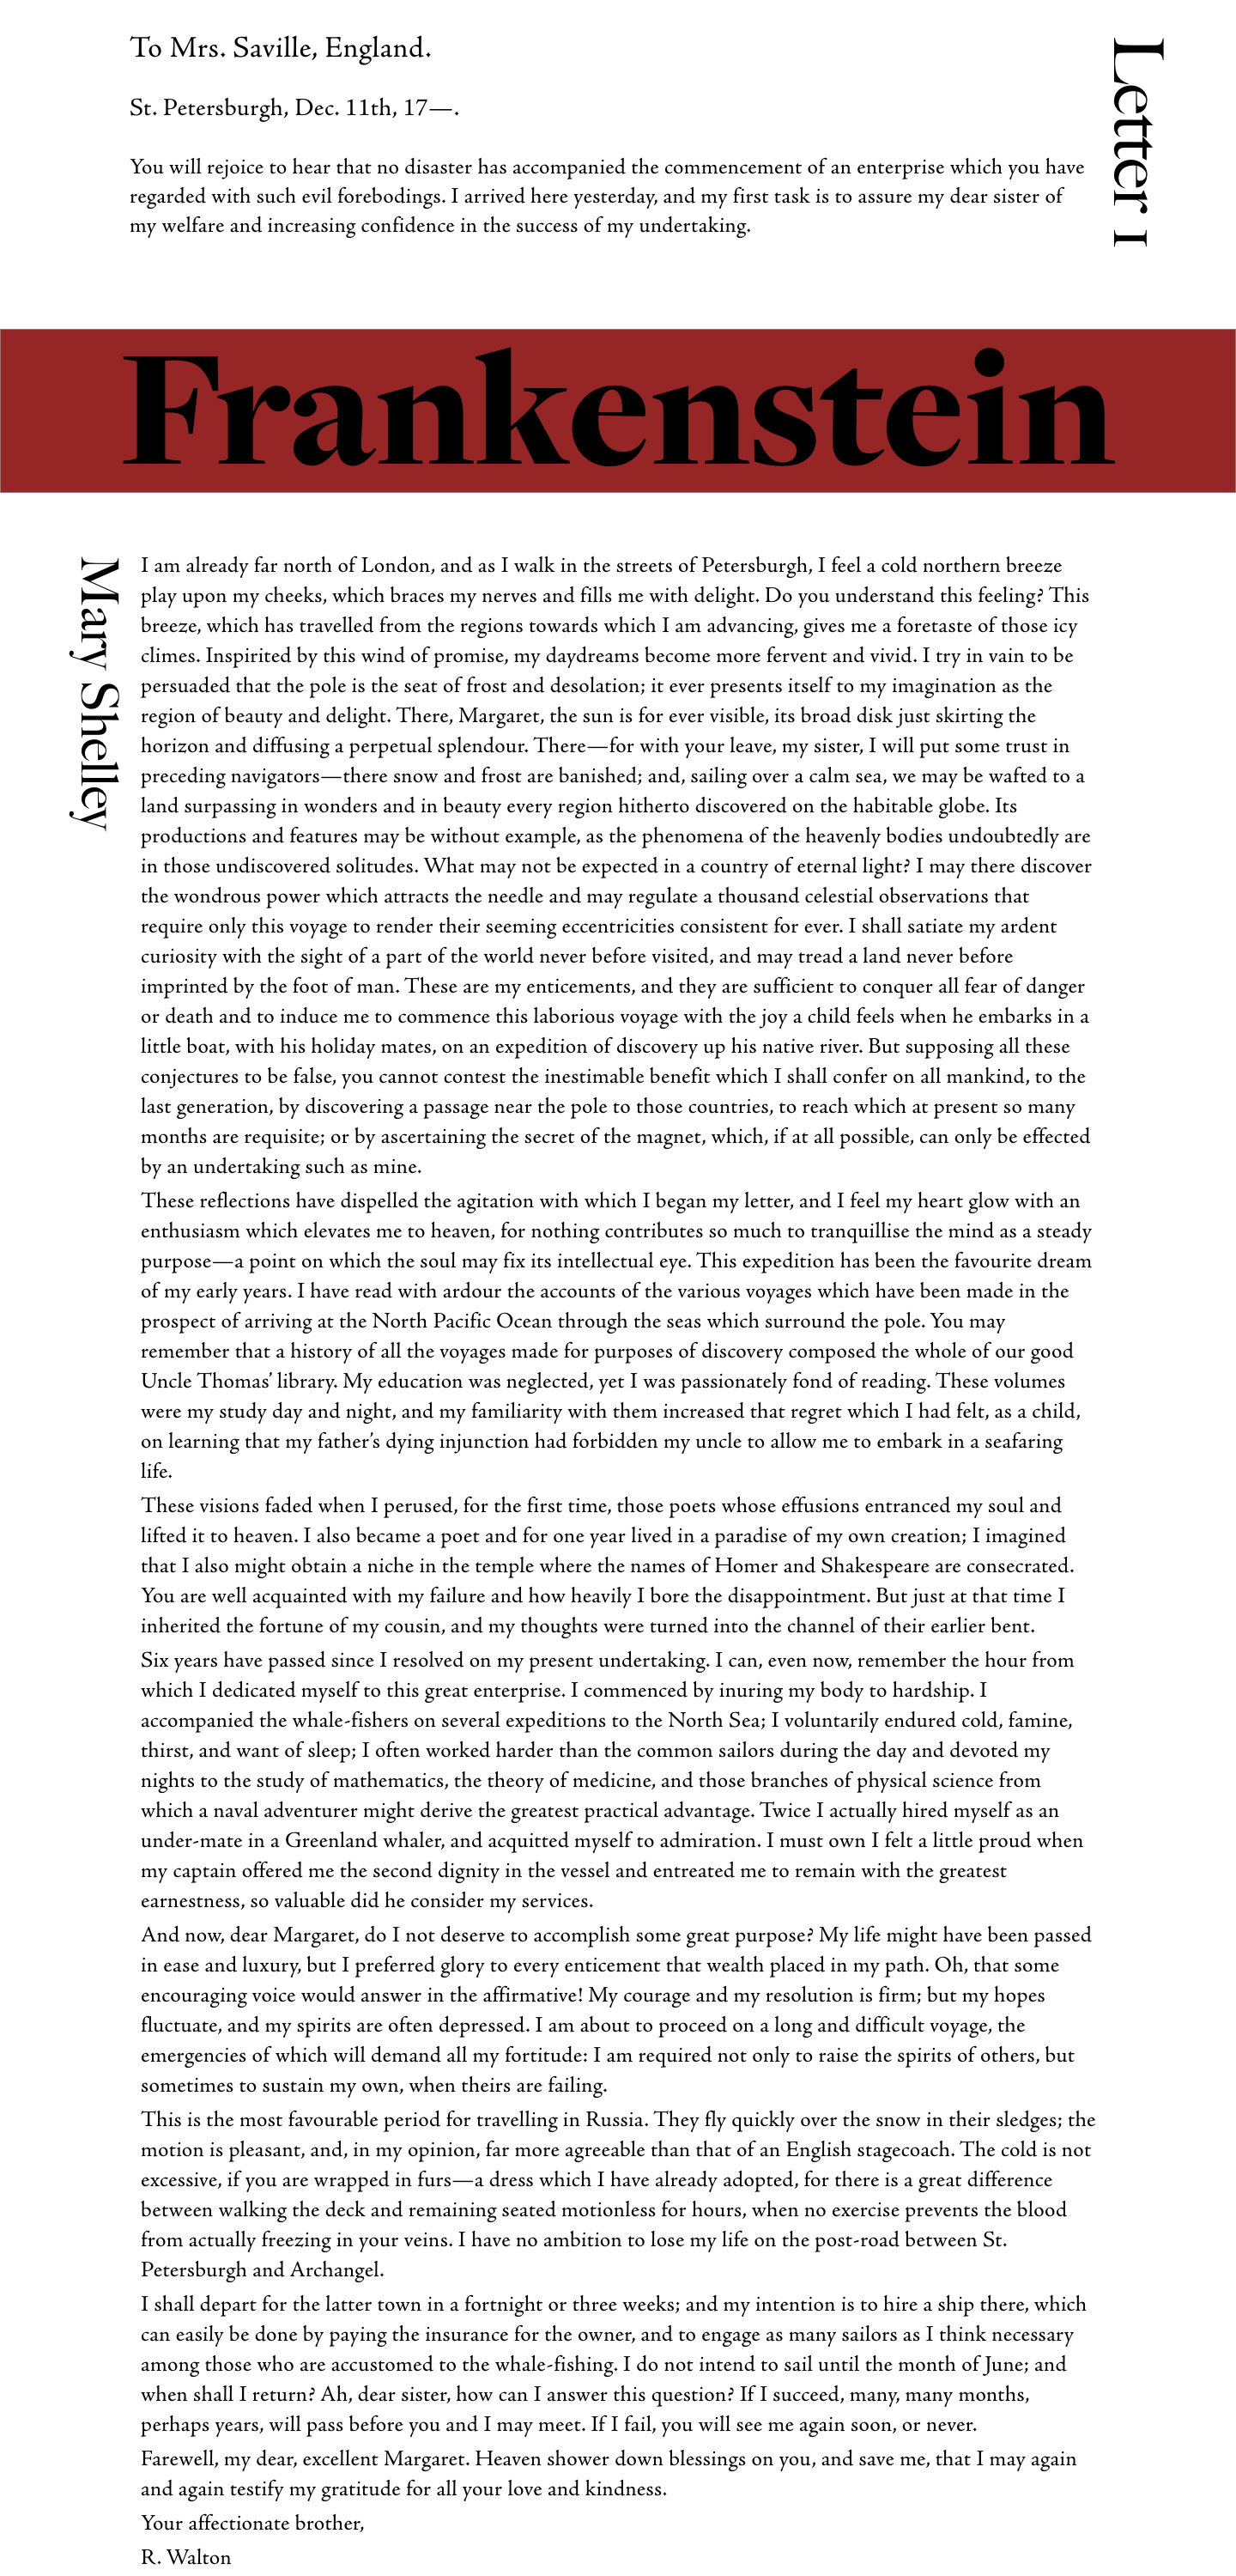 To Mrs. Saville, England.
St. Petersburgh, Dec. 11th, 17—.
You will rejoice to hear that no disaster has accompanied the commencement of an enterprise which you have
regarded with such evil forebodings. I arrived here yesterday, and my first task is to assure my dear sister of
my welfare and increasing confidence in the success of my undertaking.
Letter 1
Frankenstein
Mary Shelley
I am already far north of London, and as I walk in the streets of Petersburgh, I feel a cold northern breeze
play upon my cheeks, which braces my nerves and fills me with delight. Do you understand this feeling? This
breeze, which has travelled from the regions towards which I am advancing, gives me a foretaste of those icy
climes. Inspirited by this wind of promise, my daydreams become more fervent and vivid. I try in vain to be
persuaded that the pole is the seat of frost and desolation; it ever presents itself to my imagination as the
region of beauty and delight. There, Margaret, the sun is for ever visible, its broad disk just skirting the
horizon and diffusing a perpetual splendour. There—for with your leave, my sister, I will put some trust in
preceding navigators—there snow and frost are banished; and, sailing over a calm sea, we may be wafted to a
land surpassing in wonders and in beauty every region hitherto discovered on the habitable globe. Its
productions and features may be without example, as the phenomena of the heavenly bodies undoubtedly are
in those undiscovered solitudes. What may not be expected in a country of eternal light? I may there discover
the wondrous power which attracts the needle and may regulate a thousand celestial observations that
require only this voyage to render their seeming eccentricities consistent for ever. I shall satiate my ardent
curiosity with the sight of a part of the world never before visited, and may tread a land never before
imprinted by the foot of man. These are my enticements, and they are sufficient to conquer all fear of danger
or death and to induce me to commence this laborious voyage with the joy a child feels when he embarks in a
little boat, with his holiday mates, on an expedition of discovery up his native river. But supposing all these
conjectures to be false, you cannot contest the inestimable benefit which I shall confer on all mankind, to the
last generation, by discovering a passage near the pole to those countries, to reach which at present so many
months are requisite; or by ascertaining the secret of the magnet, which, if at all possible, can only be effected
by an undertaking such as mine.
These reflections have dispelled the agitation with which I began my letter, and I feel my heart glow with an
enthusiasm which elevates me to heaven, for nothing contributes so much to tranquillise the mind as a steady
purpose—a point on which the soul may fix its intellectual eye. This expedition has been the favourite dream
of my early years. I have read with ardour the accounts of the various voyages which have been made in the
prospect of arriving at the North Pacific Ocean through the seas which surround the pole. You may
remember that a history of all the voyages made for purposes of discovery composed the whole of our good
Uncle Thomas’ library. My education was neglected, yet I was passionately fond of reading. These volumes
were my study day and night, and my familiarity with them increased that regret which I had felt, as a child,
on learning that my father’s dying injunction had forbidden my uncle to allow me to embark in a seafaring
life.
These visions faded when I perused, for the first time, those poets whose effusions entranced my soul and
lifted it to heaven. I also became a poet and for one year lived in a paradise of my own creation; I imagined
that I also might obtain a niche in the temple where the names of Homer and Shakespeare are consecrated.
You are well acquainted with my failure and how heavily I bore the disappointment. But just at that time I
inherited the fortune of my cousin, and my thoughts were turned into the channel of their earlier bent.
Six years have passed since I resolved on my present undertaking. I can, even now, remember the hour from
which I dedicated myself to this great enterprise. I commenced by inuring my body to hardship. I
accompanied the whale-fishers on several expeditions to the North Sea; I voluntarily endured cold, famine,
thirst, and want of sleep; I often worked harder than the common sailors during the day and devoted my
nights to the study of mathematics, the theory of medicine, and those branches of physical science from
which a naval adventurer might derive the greatest practical advantage. Twice I actually hired myself as an
under-mate in a Greenland whaler, and acquitted myself to admiration. I must own I felt a little proud when
my captain offered me the second dignity in the vessel and entreated me to remain with the greatest
earnestness, so valuable did he consider my services.
And now, dear Margaret, do I not deserve to accomplish some great purpose? My life might have been passed
in ease and luxury, but I preferred glory to every enticement that wealth placed in my path. Oh, that some
encouraging voice would answer in the affirmative! My courage and my resolution is firm; but my hopes
fluctuate, and my spirits are often depressed. I am about to proceed on a long and difficult voyage, the
emergencies of which will demand all my fortitude: I am required not only to raise the spirits of others, but
sometimes to sustain my own, when theirs are failing.
This is the most favourable period for travelling in Russia. They fly quickly over the snow in their sledges; the
motion is pleasant, and, in my opinion, far more agreeable than that of an English stagecoach. The cold is not
excessive, if you are wrapped in furs—a dress which I have already adopted, for there is a great difference
between walking the deck and remaining seated motionless for hours, when no exercise prevents the blood
from actually freezing in your veins. I have no ambition to lose my life on the post-road between St.
Petersburgh and Archangel.
I shall depart for the latter town in a fortnight or three weeks; and my intention is to hire a ship there, which
can easily be done by paying the insurance for the owner, and to engage as many sailors as I think necessary
among those who are accustomed to the whale-fishing. I do not intend to sail until the month of June; and
when shall I return? Ah, dear sister, how can I answer this question? If I succeed, many, many months,
perhaps years, will pass before you and I may meet. If I fail, you will see me again soon, or never.
Farewell, my dear, excellent Margaret. Heaven shower down blessings on you, and save me, that I may again
and again testify my gratitude for all your love and kindness.
Your affectionate brother,
R. Walton